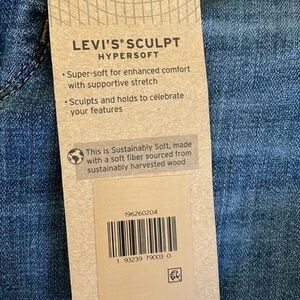 LEVI'S® SCULPT
HYPERSOFT
• Super-soft for enhanced comfort
with supportive stretch
• Sculpts and holds to celebrate
your features
This is Sustainably Soft, made
with a soft fiber sourced from
sustainably harvested wood
196260204
1 93239 79003 0